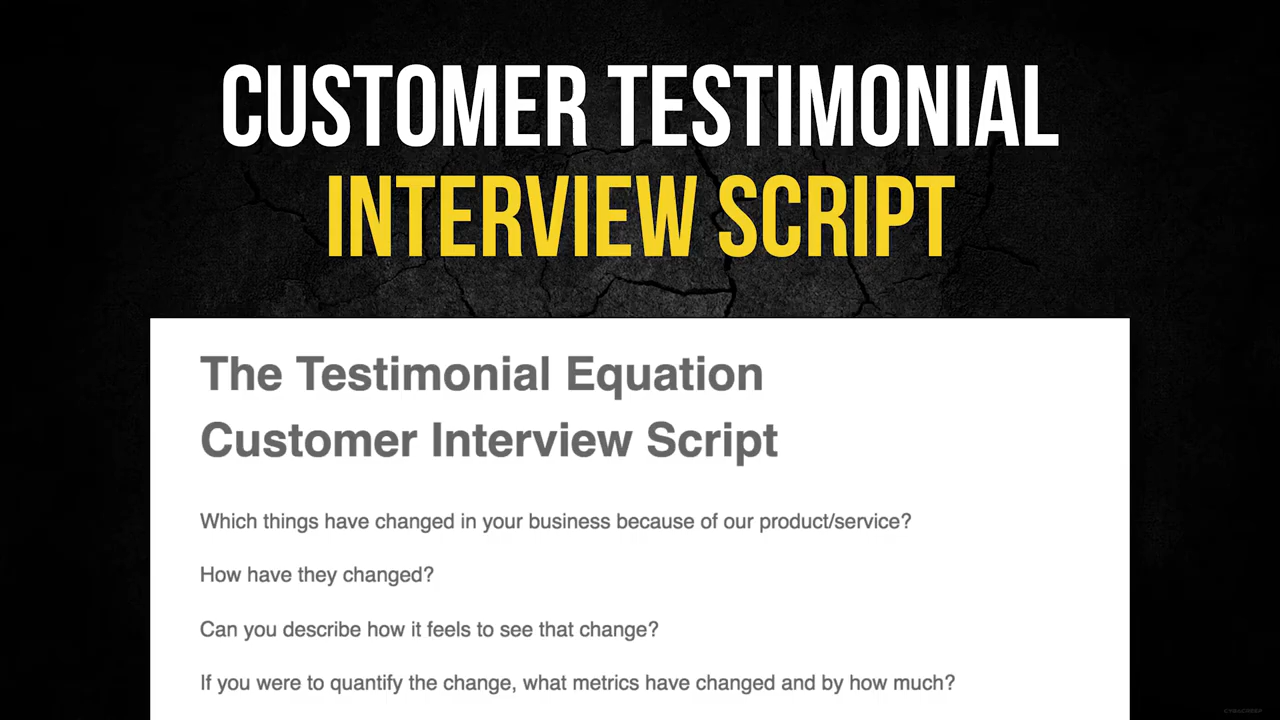 CUSTOMER TESTIMONIAL
INTERVIEW SCRIPT
The Testimonial Equation
Customer Interview Script
Which things have changed in your business because of our product/service?
How have they changed?
Can you describe how it feels to see that change?
If you were to quantify the change, what metrics have changed and by how much?